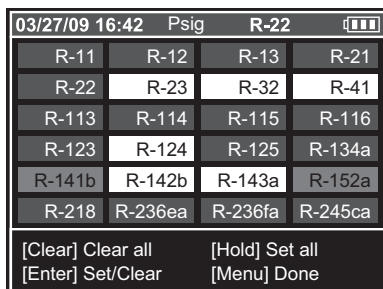 03/27/09 16:42 Psig R-22
R-11 R-12 R-13 R-21
R-22 R-23 R-32 R-41
R-113 R-114 R-115 R-116
R-123 R-124 R-125 R-134a
R-141b R-142b R-143a R-152a
R-218 R-236ea R-236fa R-245ca
[Clear] Clear all [Hold] Set all
[Enter] Set/Clear [Menu] Done